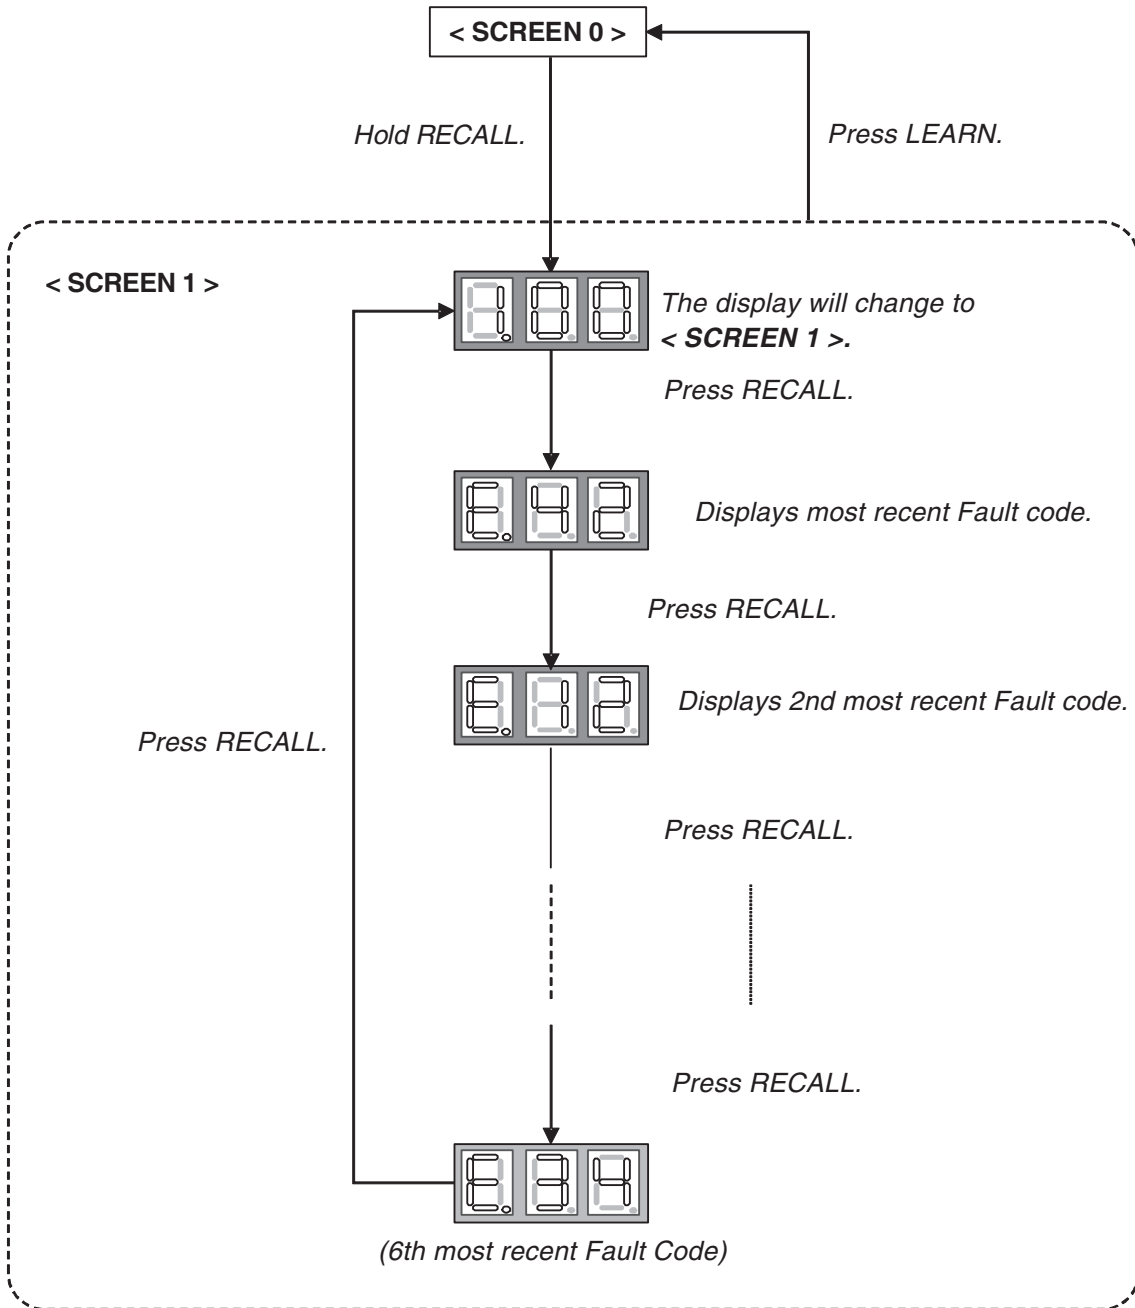 < SCREEN 0 >
Hold RECALL.
Press LEARN.
< SCREEN 1 >
1.00
The display will change to
< SCREEN 1 >.
Press RECALL.
E.42
Displays most recent Fault code.
Press RECALL.
E.12
Displays 2nd most recent Fault code.
Press RECALL.
Press RECALL.
Press RECALL.
E.34
(6th most recent Fault Code)